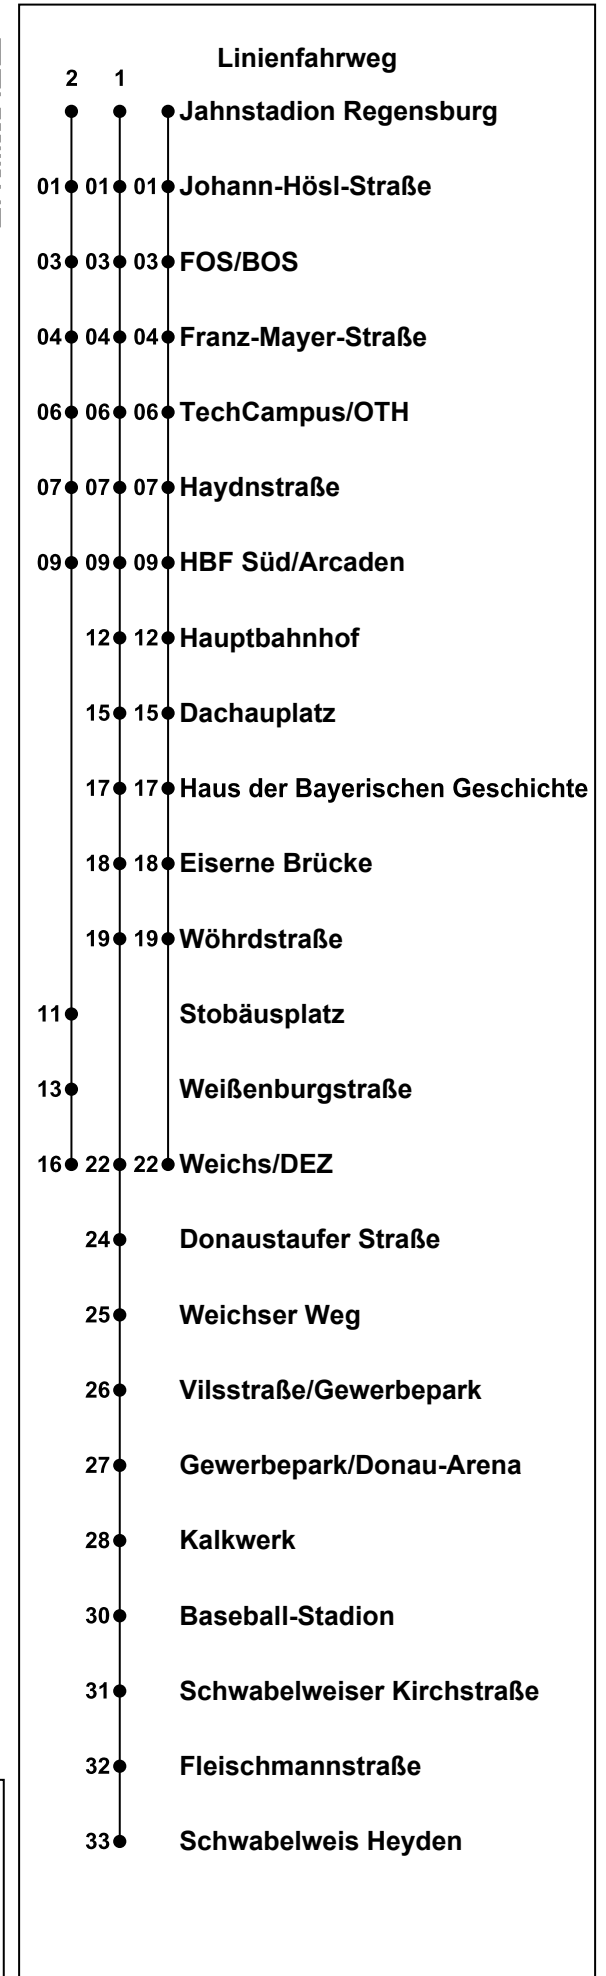 Linienfahrweg
2 1
Jahnstadion Regensburg
01 01 01 Johann-Hösl-Straße
03 03 03 FOS/BOS
04 04 04 Franz-Mayer-Straße
06 06 06 TechCampus/OTH
07 07 07 Haydnstraße
09 09 09 HBF Süd/Arcaden
12 12 Hauptbahnhof
15 15 Dachauplatz
17 17 Haus der Bayerischen Geschichte
18 18 Eiserne Brücke
19 19 Wöhrdstraße
11 Stobäusplatz
13 Weißenburgstraße
16 22 22 Weichs/DEZ
24 Donaustaufer Straße
25 Weichser Weg
26 Vilsstraße/Gewerbepark
27 Gewerbepark/Donau-Arena
28 Kalkwerk
30 Baseball-Stadion
31 Schwabelweiser Kirchstraße
32 Fleischmannstraße
33 Schwabelweis Heyden